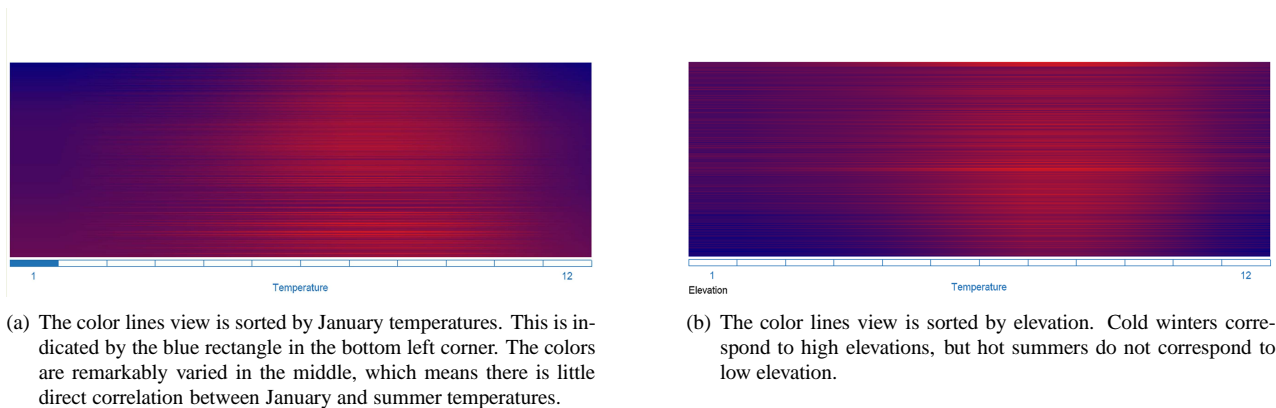 1
12
Temperature
(a) The color lines view is sorted by January temperatures. This is in-
dicated by the blue rectangle in the bottom left corner. The colors
are remarkably varied in the middle, which means there is little
direct correlation between January and summer temperatures.
1
12
Elevation
Temperature
(b) The color lines view is sorted by elevation. Cold winters corre-
spond to high elevations, but hot summers do not correspond to
low elevation.